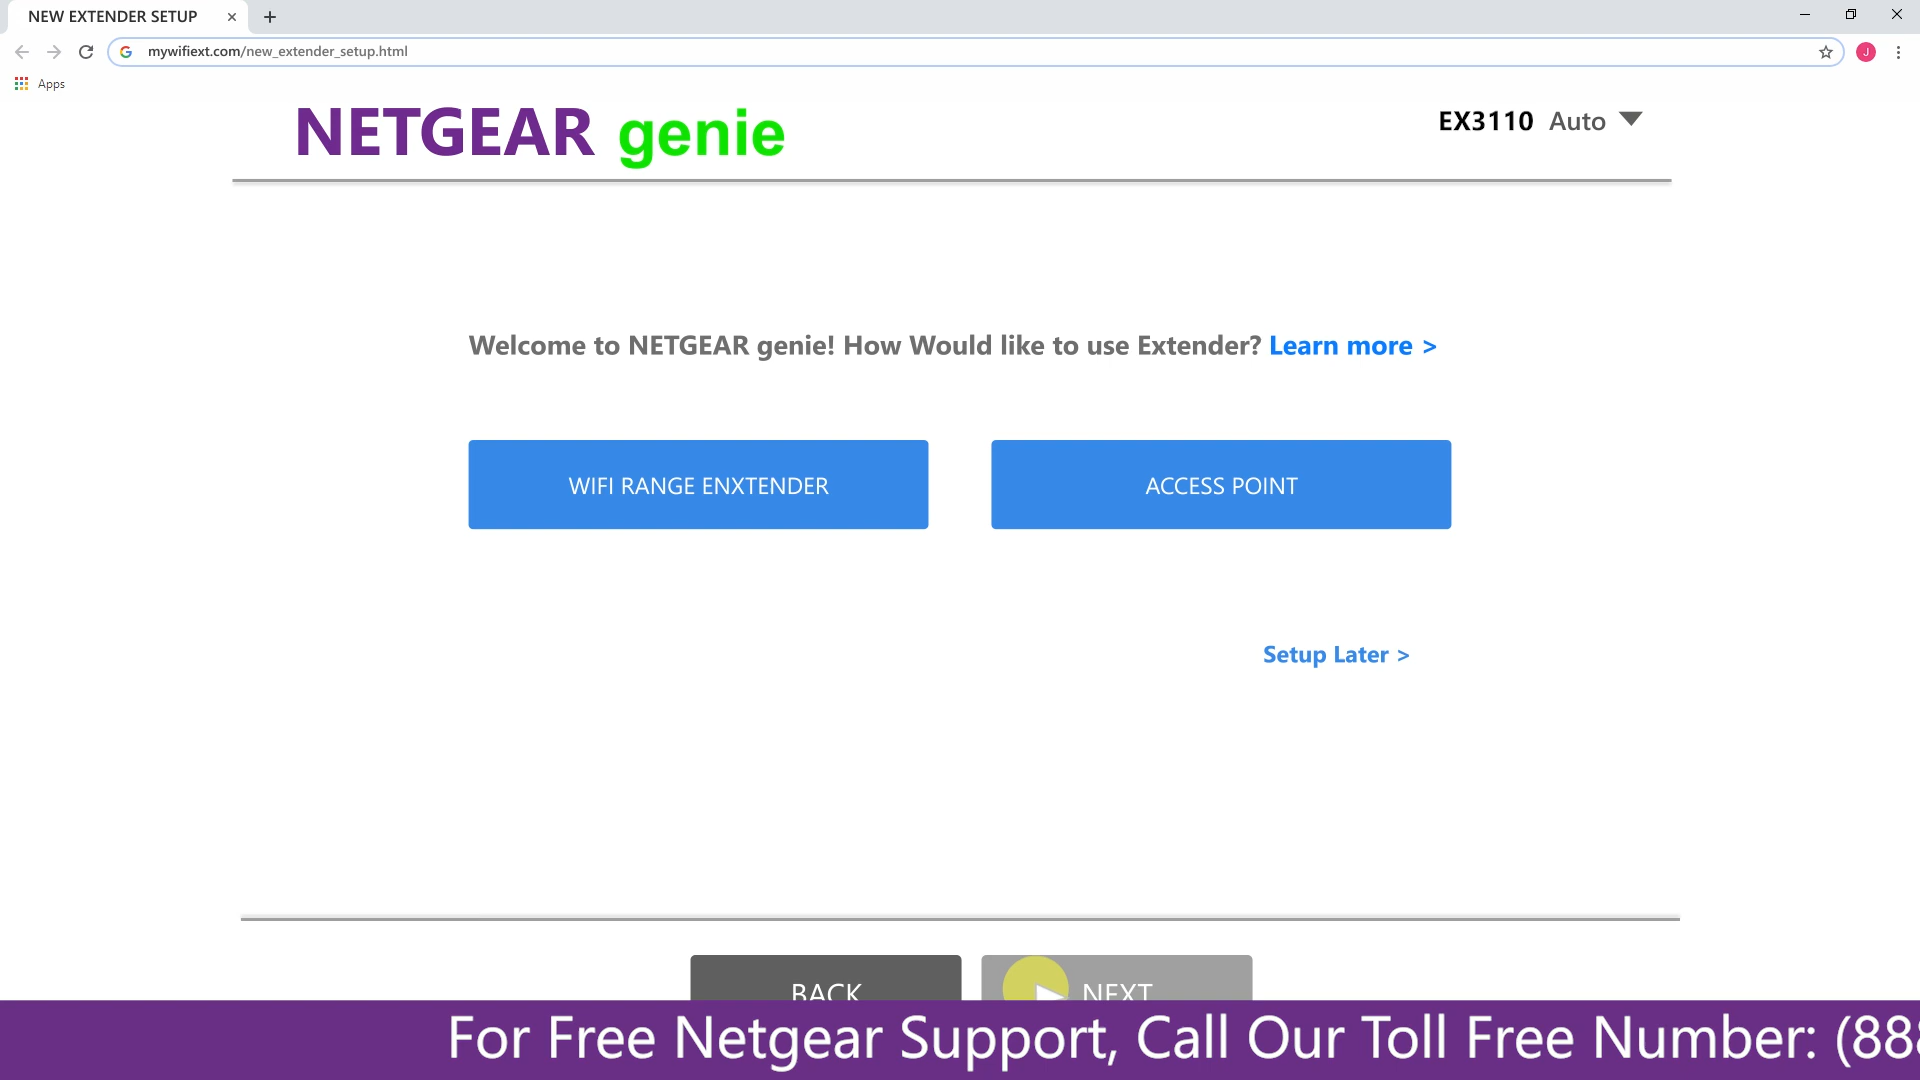 NEW EXTENDER SETUP
mywifiext.com/new_extender_setup.html
J
Apps
NETGEAR genie
EX3110 Auto
Welcome to NETGEAR genie! How Would like to use Extender? Learn more >
WIFI RANGE ENXTENDER
ACCESS POINT
Setup Later >
BACK
NEXT
For Free Netgear Support, Call Our Toll Free Number: (88